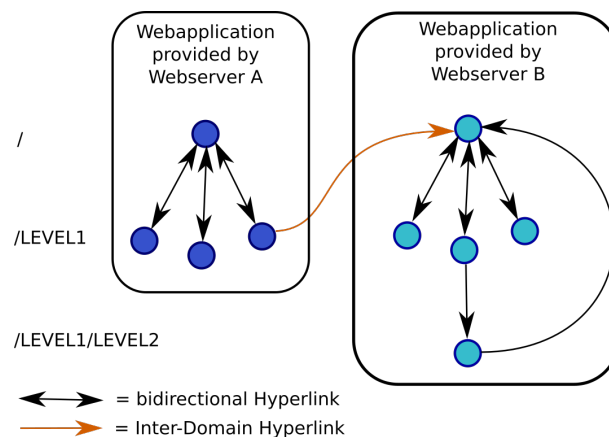 Webapplication
provided by
Webserver A
Webapplication
provided by
Webserver B
/
/LEVEL1
/LEVEL1/LEVEL2
= bidirectional Hyperlink
= Inter-Domain Hyperlink